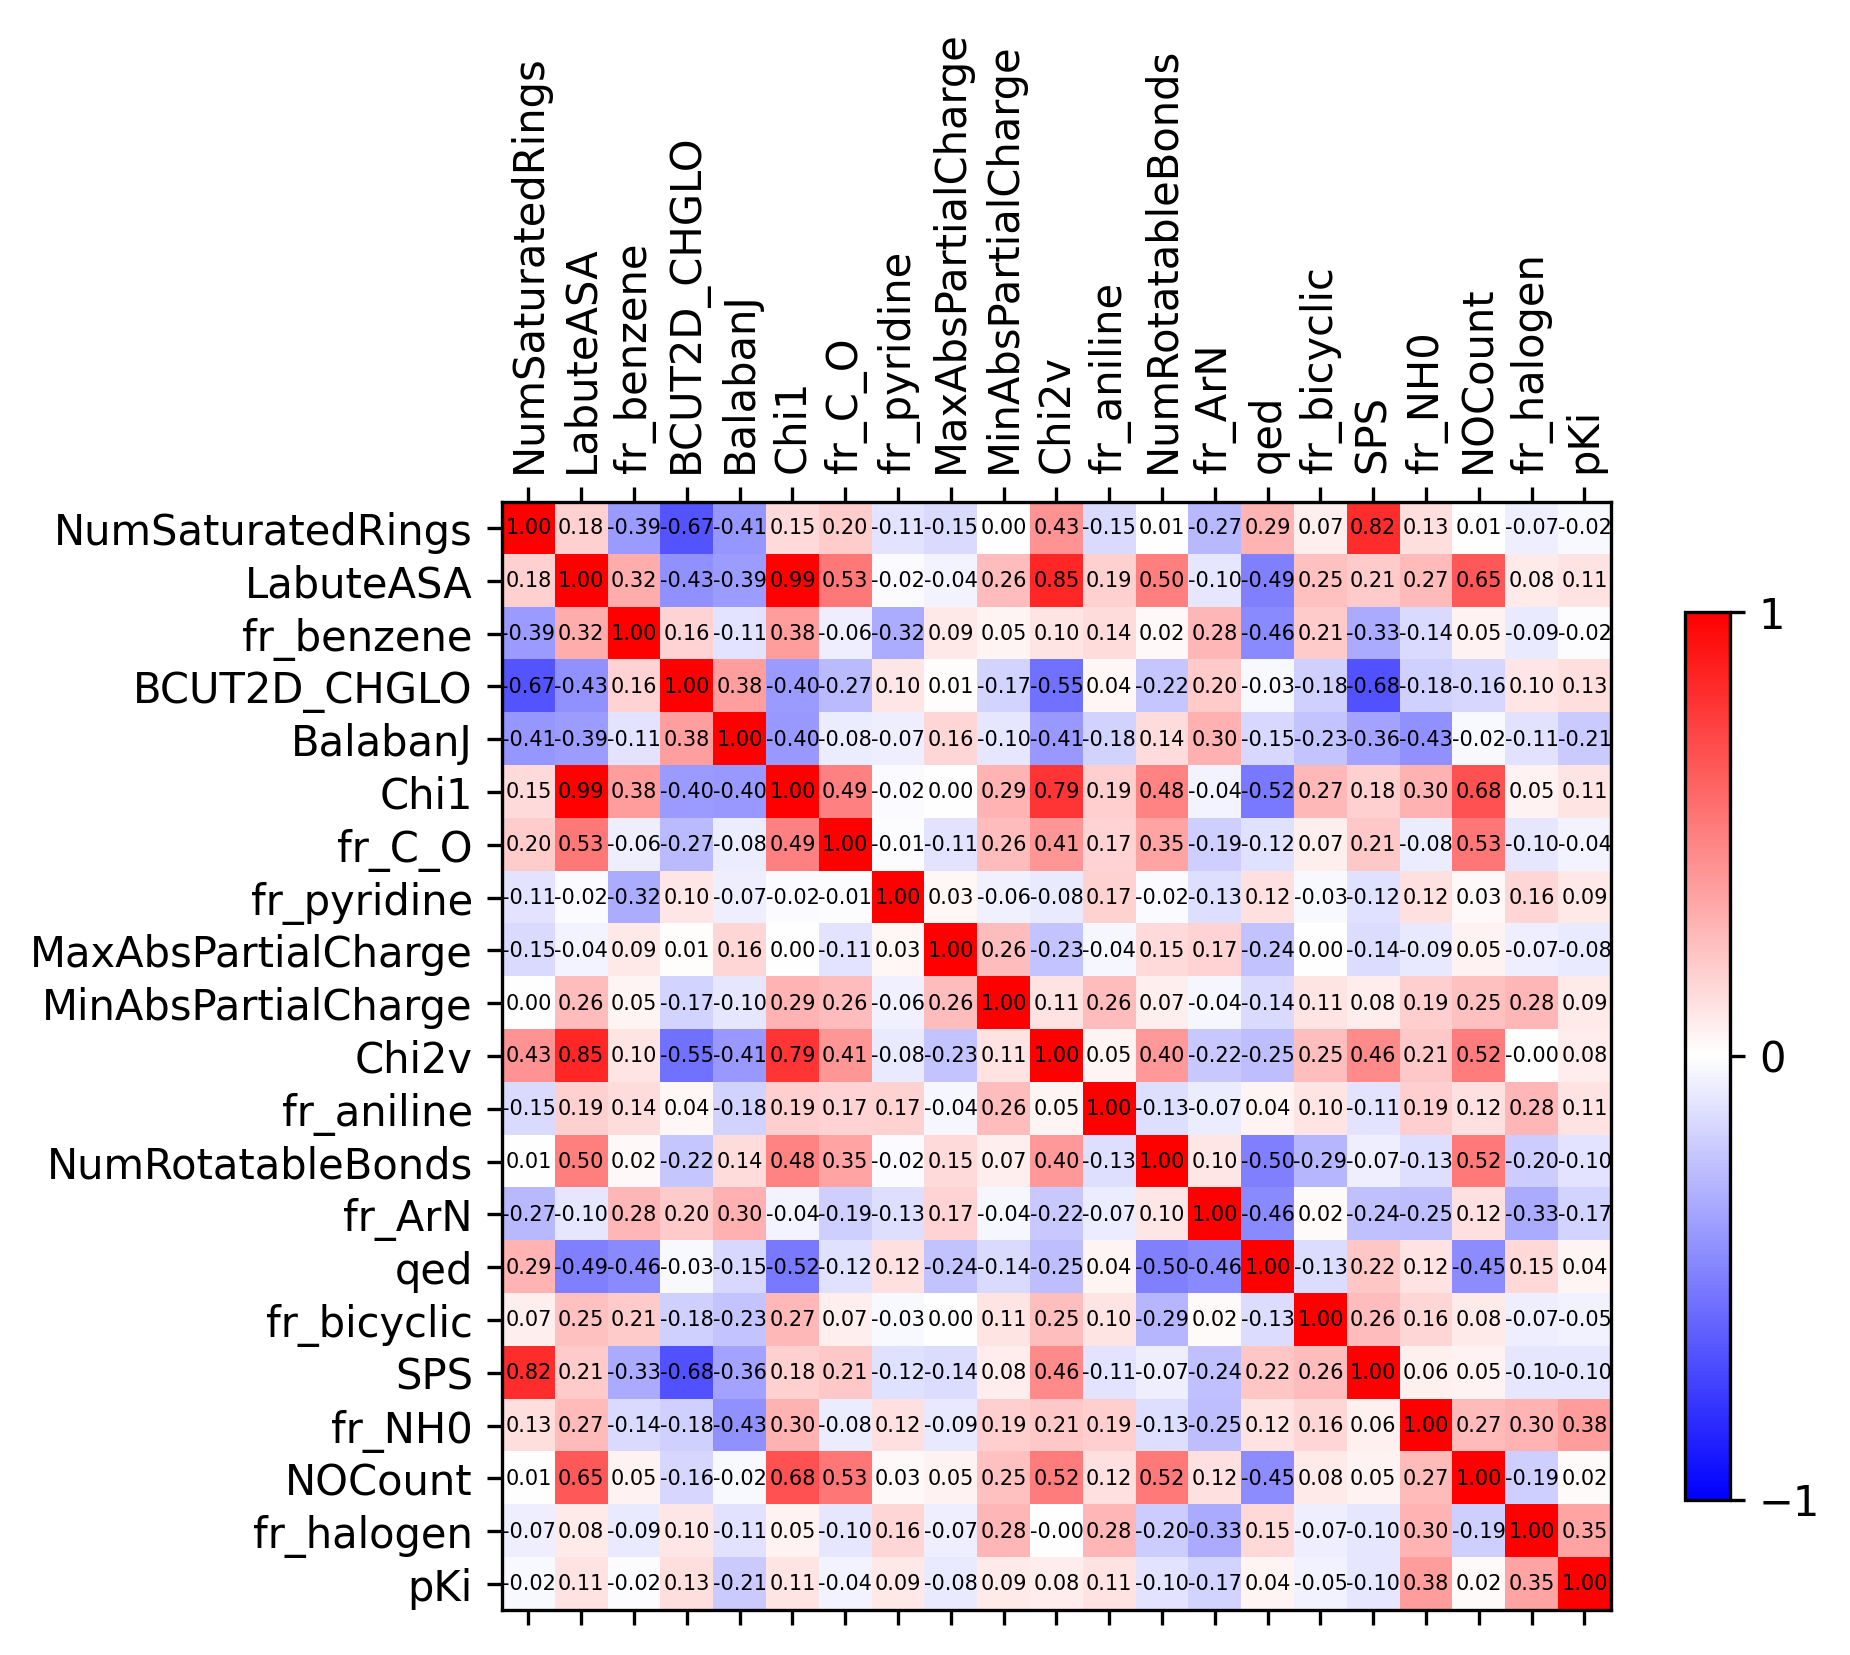 NumSaturatedRings LabuteASA fr_benzene BCUT2D_CHGLO BalabanJ Chi1 fr_C_O fr_pyridine MaxAbsPartialCharge MinAbsPartialCharge Chi2v fr_aniline NumRotatableBonds fr_ArN qed fr_bicyclic SPS fr_NH0 NOCount fr_halogen pKi
NumSaturatedRings 1.00 0.18 -0.39 -0.67 -0.41 0.15 0.20 -0.11 -0.15 0.00 0.43 -0.15 0.01 -0.27 0.29 0.07 0.82 0.13 0.01 -0.07 -0.02
LabuteASA 0.18 1.00 0.32 -0.43 -0.39 0.99 0.53 -0.02 -0.04 0.26 0.85 0.19 0.50 -0.10 -0.49 0.25 0.21 0.27 0.65 0.08 0.11
fr_benzene -0.39 0.32 1.00 0.16 -0.11 0.38 -0.06 -0.32 0.09 0.05 0.10 0.14 0.02 0.28 -0.46 0.21 -0.33 -0.14 0.05 -0.09 -0.02
BCUT2D_CHGLO -0.67 -0.43 0.16 1.00 0.38 -0.40 -0.27 0.10 0.01 -0.17 -0.55 0.04 -0.22 0.20 -0.03 -0.18 -0.68 -0.18 -0.16 0.10 0.13
BalabanJ -0.41 -0.39 -0.11 0.38 1.00 -0.40 -0.08 -0.07 0.16 -0.10 -0.41 -0.18 0.14 0.30 -0.15 -0.23 -0.36 -0.43 -0.02 -0.11 -0.21
Chi1 0.15 0.99 0.38 -0.40 -0.40 1.00 0.49 -0.02 0.00 0.29 0.79 0.19 0.48 -0.04 -0.52 0.27 0.18 0.30 0.68 0.05 0.11
fr_C_O 0.20 0.53 -0.06 -0.27 -0.08 0.49 1.00 -0.01 -0.11 0.26 0.41 0.17 0.35 -0.19 -0.12 0.07 0.21 -0.08 0.53 -0.10 -0.04
fr_pyridine -0.11 -0.02 -0.32 0.10 -0.07 -0.02 -0.01 1.00 0.03 -0.06 -0.08 0.17 -0.02 -0.13 0.12 -0.03 -0.12 0.12 0.03 0.16 0.09
MaxAbsPartialCharge -0.15 -0.04 0.09 0.01 0.16 0.00 -0.11 0.03 1.00 0.26 -0.23 -0.04 0.15 0.17 -0.24 0.00 -0.14 -0.09 0.05 -0.07 -0.08
MinAbsPartialCharge 0.00 0.26 0.05 -0.17 -0.10 0.29 0.26 -0.06 0.26 1.00 0.11 0.26 0.07 -0.04 -0.14 0.11 0.08 0.19 0.25 0.28 0.09
Chi2v 0.43 0.85 0.10 -0.55 -0.41 0.79 0.41 -0.08 -0.23 0.11 1.00 0.05 0.40 -0.22 -0.25 0.25 0.46 0.21 0.52 -0.00 0.08
fr_aniline -0.15 0.19 0.14 0.04 -0.18 0.19 0.17 0.17 -0.04 0.26 0.05 1.00 -0.13 -0.07 0.04 0.10 -0.11 0.19 0.12 0.28 0.11
NumRotatableBonds 0.01 0.50 0.02 -0.22 0.14 0.48 0.35 -0.02 0.15 0.07 0.40 -0.13 1.00 0.10 -0.50 -0.29 -0.07 -0.13 0.52 -0.20 -0.10
fr_ArN -0.27 -0.10 0.28 0.20 0.30 -0.04 -0.19 -0.13 0.17 -0.04 -0.22 -0.07 0.10 1.00 -0.46 0.02 -0.24 -0.25 0.12 -0.33 -0.17
qed 0.29 -0.49 -0.46 -0.03 -0.15 -0.52 -0.12 0.12 -0.24 -0.14 -0.25 0.04 -0.50 -0.46 1.00 -0.13 0.22 0.12 -0.45 0.15 0.04
fr_bicyclic 0.07 0.25 0.21 -0.18 -0.23 0.27 0.07 -0.03 0.00 0.11 0.25 0.10 -0.29 0.02 -0.13 1.00 0.26 0.16 0.08 -0.07 -0.05
SPS 0.82 0.21 -0.33 -0.68 -0.36 0.18 0.21 -0.12 -0.14 0.08 0.46 -0.11 -0.07 -0.24 0.22 0.26 1.00 0.06 0.05 -0.10 -0.10
fr_NH0 0.13 0.27 -0.14 -0.18 -0.43 0.30 -0.08 0.12 -0.09 0.19 0.21 0.19 -0.13 -0.25 0.12 0.16 0.06 1.00 0.27 0.30 0.38
NOCount 0.01 0.65 0.05 -0.16 -0.02 0.68 0.53 0.03 0.05 0.25 0.52 0.12 0.52 0.12 -0.45 0.08 0.05 0.27 1.00 -0.19 0.02
fr_halogen -0.07 0.08 -0.09 0.10 -0.11 0.05 -0.10 0.16 -0.07 0.28 -0.00 0.28 -0.20 -0.33 0.15 -0.07 -0.10 0.30 -0.19 1.00 0.35
pKi -0.02 0.11 -0.02 0.13 -0.21 0.11 -0.04 0.09 -0.08 0.09 0.08 0.11 -0.10 -0.17 0.04 -0.05 -0.10 0.38 0.02 0.35 1.00
1
0
−1